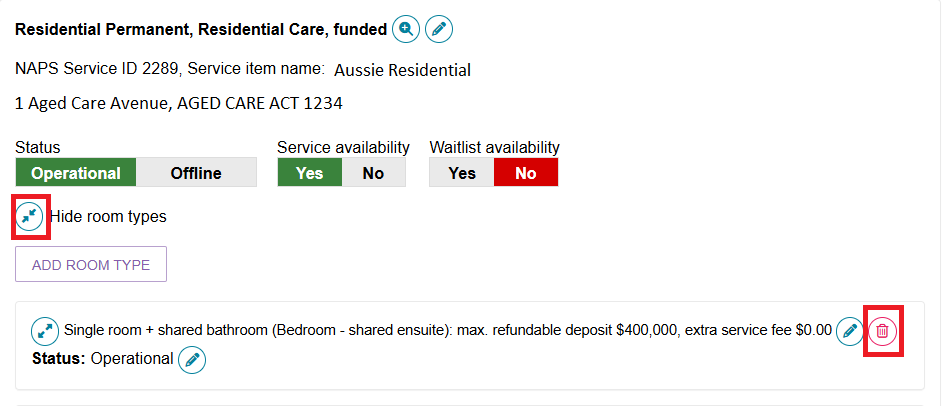 Residential Permanent, Residential Care, funded
NAPS Service ID 2289, Service item name: Aussie Residential
1 Aged Care Avenue, AGED CARE ACT 1234
Status Service availability Waitlist availability
Operational Offline Yes No Yes No
Hide room types
ADD ROOM TYPE
Single room + shared bathroom (Bedroom - shared ensuite): max. refundable deposit $400,000, extra service fee $0.00
Status: Operational